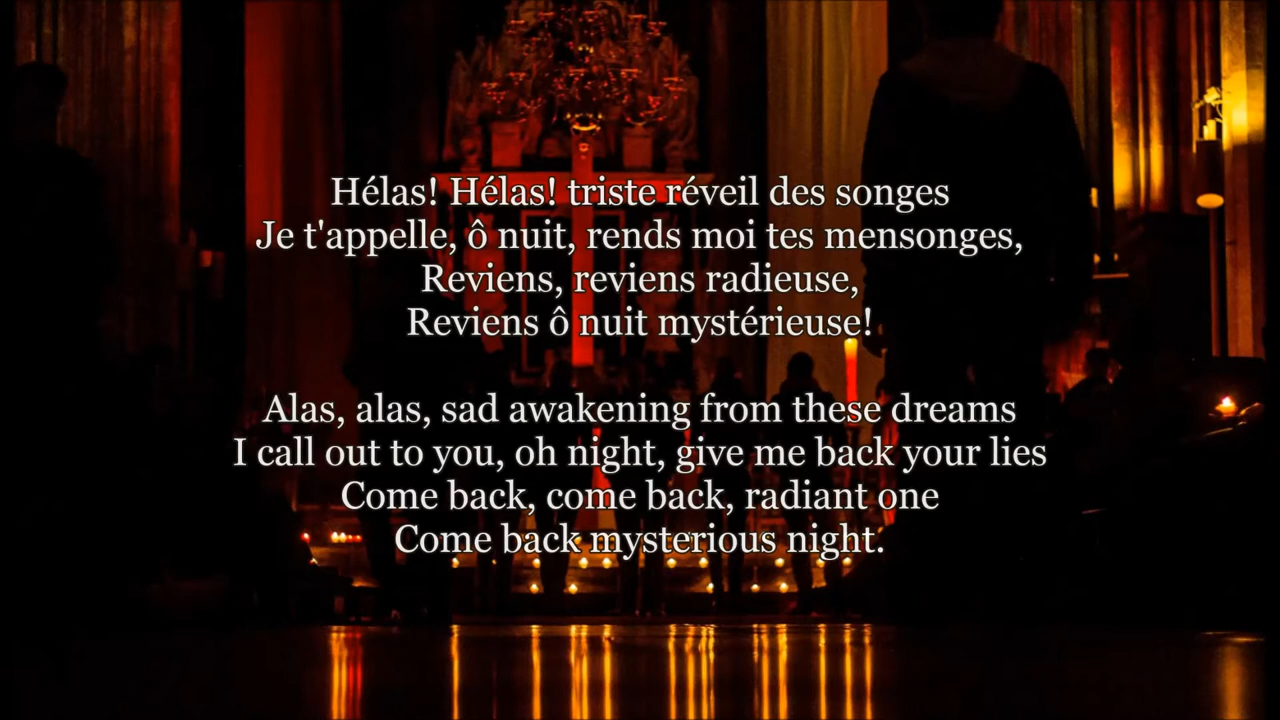 Hélas! Hélas! triste réveil des songes
Je t'appelle, ô nuit, rends moi tes mensonges,
Reviens, reviens radieuse,
Reviens ô nuit mystérieuse!
Alas, alas, sad awakening from these dreams
I call out to you, oh night, give me back your lies
Come back, come back, radiant one
Come back mysterious night.